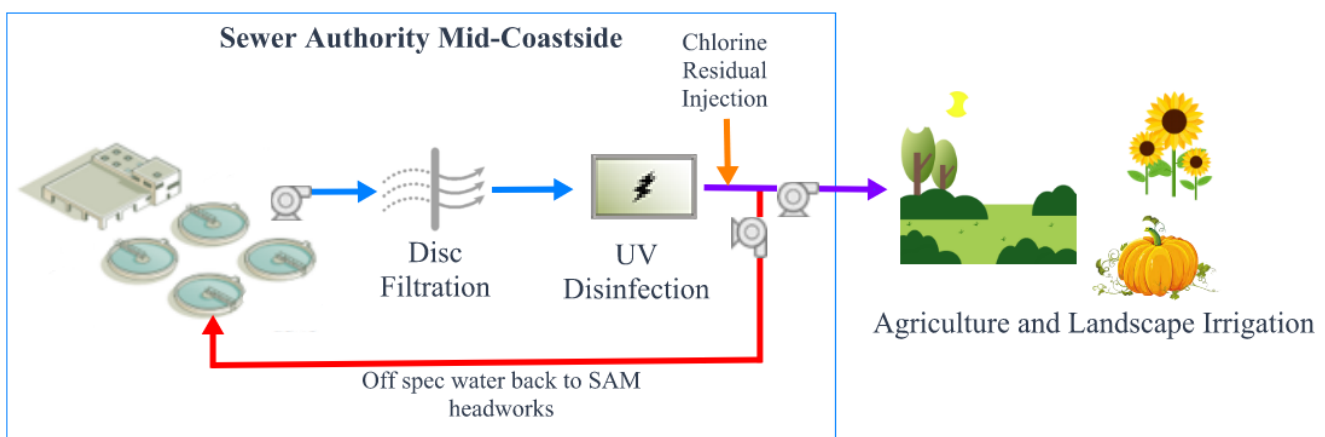 Sewer Authority Mid-Coastside
Chlorine
Residual
Injection
Disc
Filtration
UV
Disinfection
Agriculture and Landscape Irrigation
Off spec water back to SAM
headworks